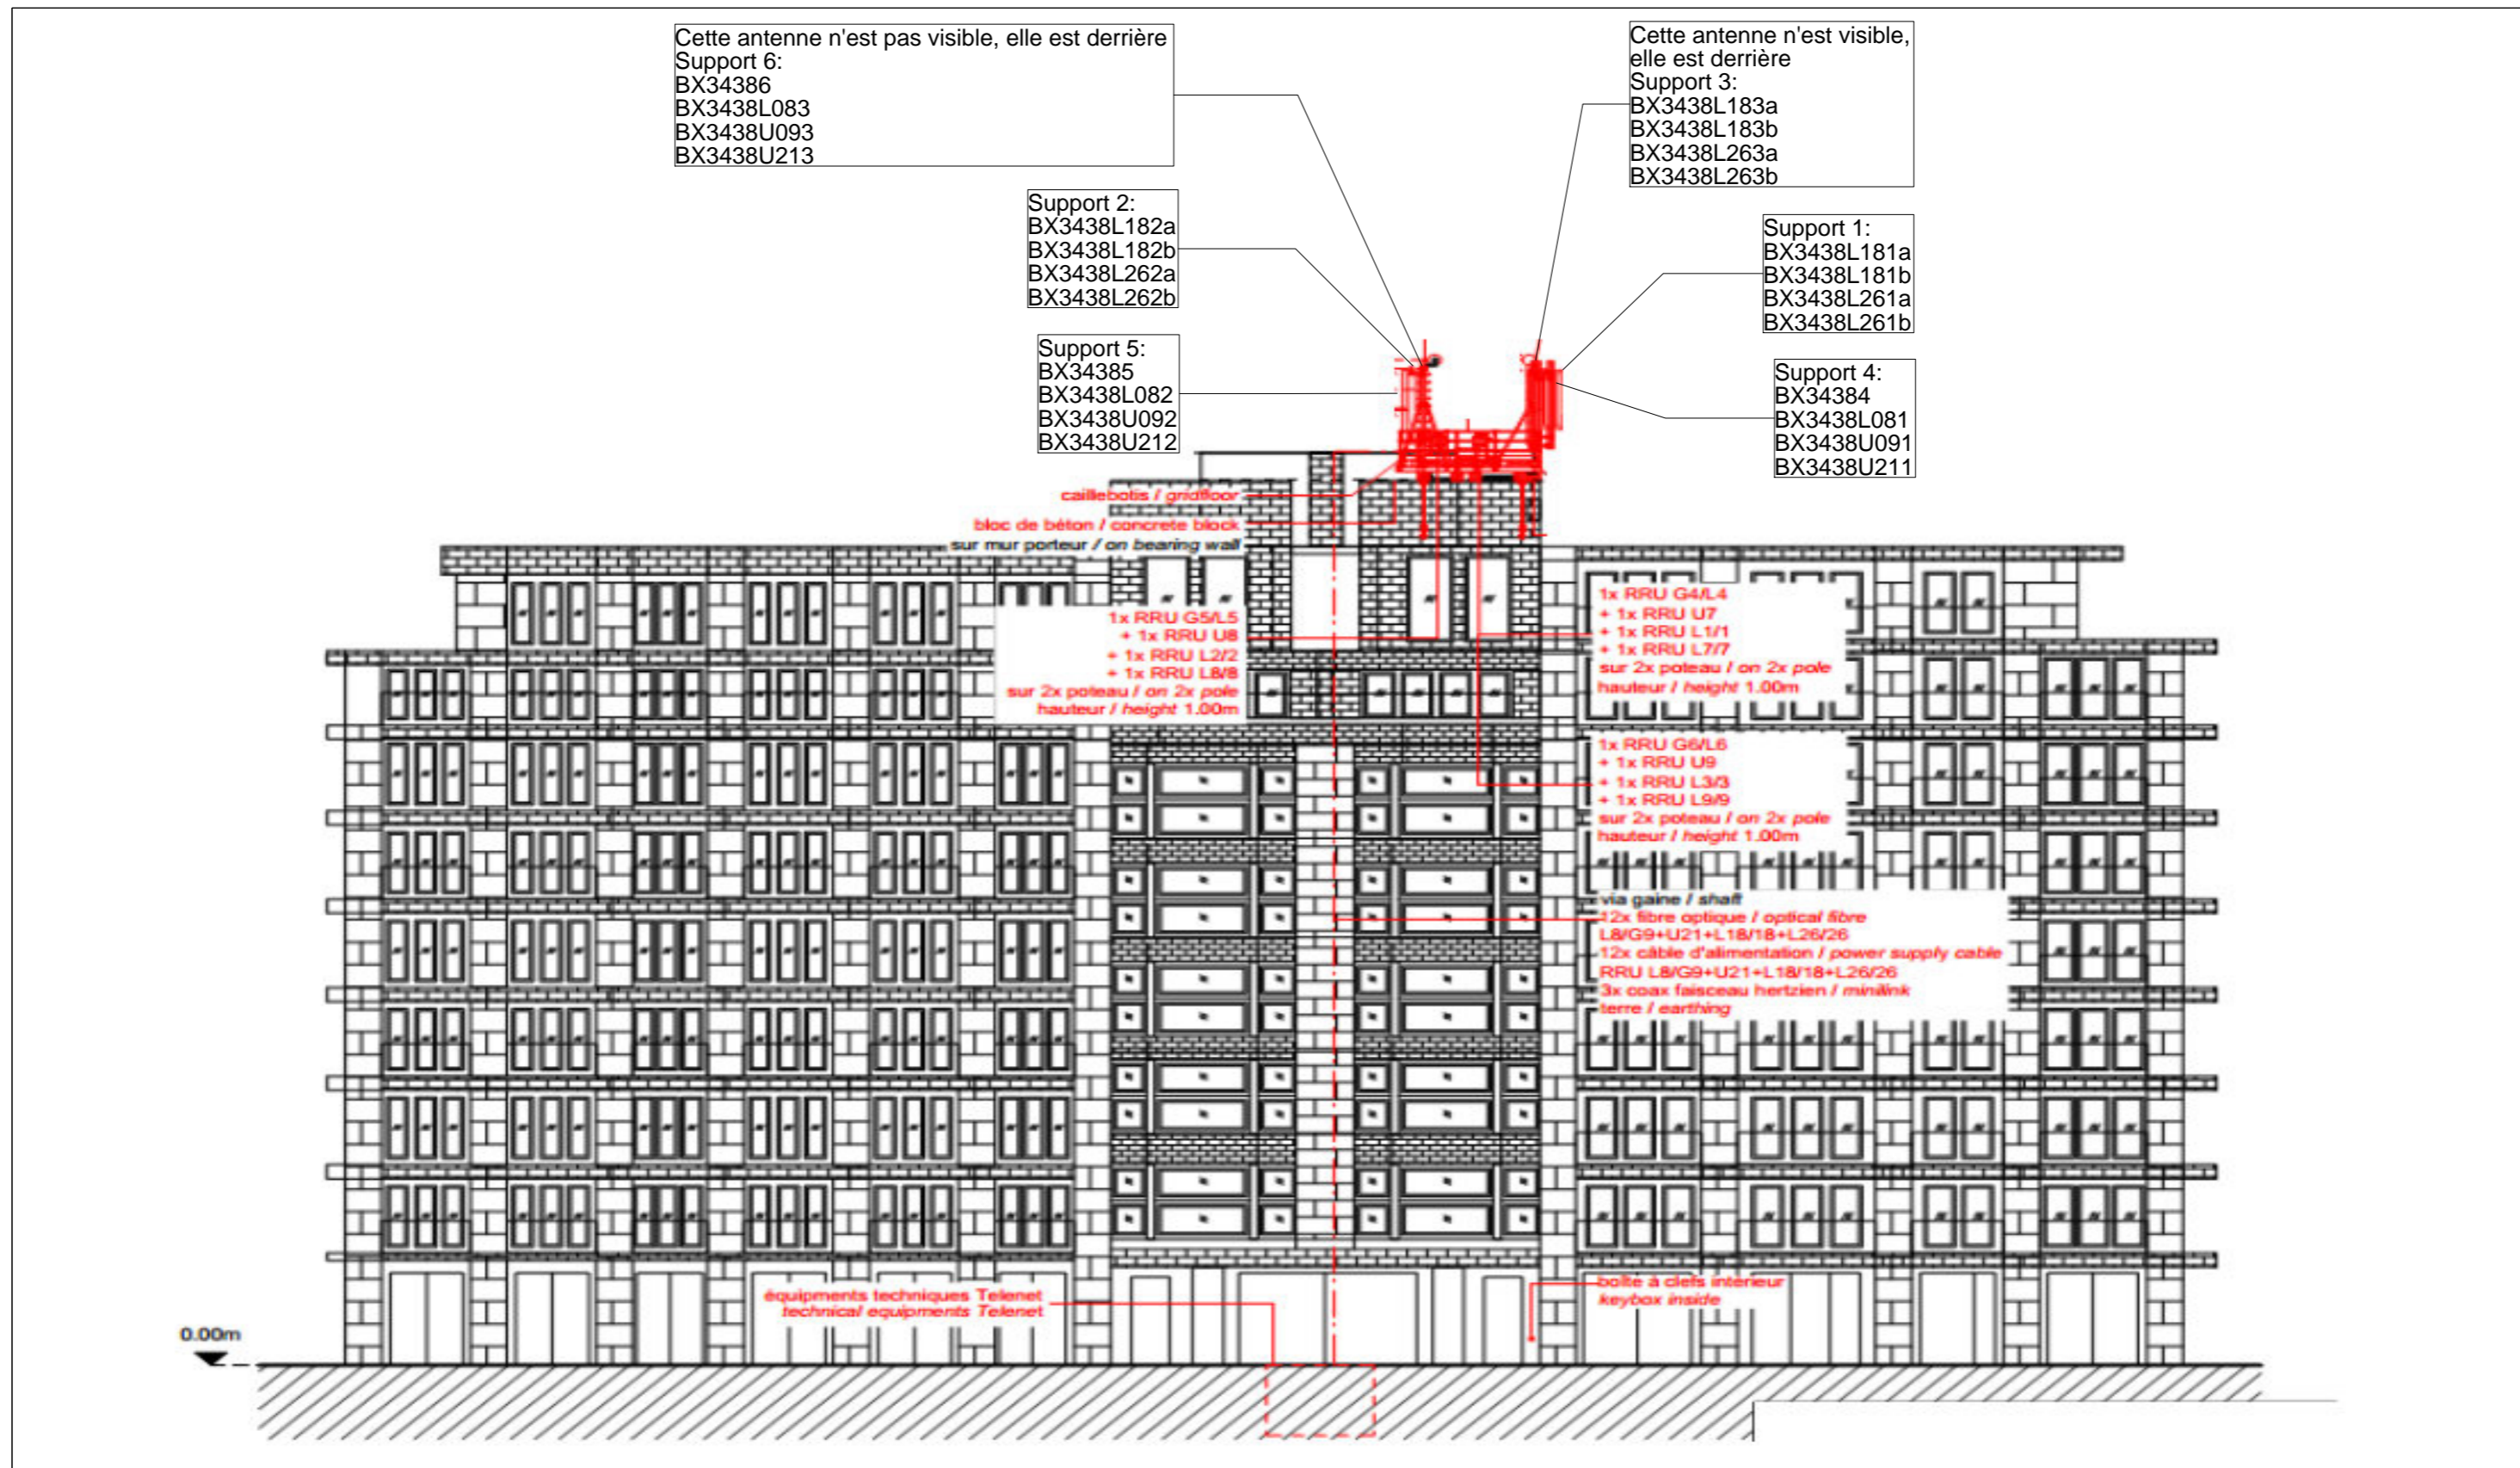 Cette antenne n'est pas visible, elle est derrière
Support 6:
BX34386
BX3438L083
BX3438U093
BX3438U213
Cette antenne n'est visible,
elle est derrière
Support 3:
BX3438L183a
BX3438L183b
BX3438L263a
BX3438L263b
Support 2:
BX3438L182a
BX3438L182b
BX3438L262a
BX3438L262b
Support 1:
BX3438L181a
BX3438L181b
BX3438L261a
BX3438L261b
Support 5:
BX34385
BX3438L082
BX3438U092
BX3438U212
Support 4:
BX34384
BX3438L081
BX3438U091
BX3438U211
caillebotis / gridfloor
bloc de béton / concrete block
sur mur porteur / on bearing wall
1x RRU G5/L5
+ 1x RRU U8
+ 1x RRU L2/2
+ 1x RRU L8/8
sur 2x poteau / on 2x pole
hauteur / height 1.00m
1x RRU G4/L4
+ 1x RRU U7
+ 1x RRU L1/1
+ 1x RRU L7/7
sur 2x poteau / on 2x pole
hauteur / height 1.00m
1x RRU G6/L6
+ 1x RRU U9
+ 1x RRU L3/3
+ 1x RRU L9/9
sur 2x poteau / on 2x pole
hauteur / height 1.00m
via gaine / shaft
12x fibre optique / optical fibre
L8/G9+U21+L18/18+L26/26
12x câble d'alimentation / power supply cable
RRU L8/G9+U21+L18/18+L26/26
3x coax faisceau hertzien / minilink
terre / earthing
équipments techniques Telenet
technical equipments Telenet
boîte à clefs intérieur
keybox inside
0.00m